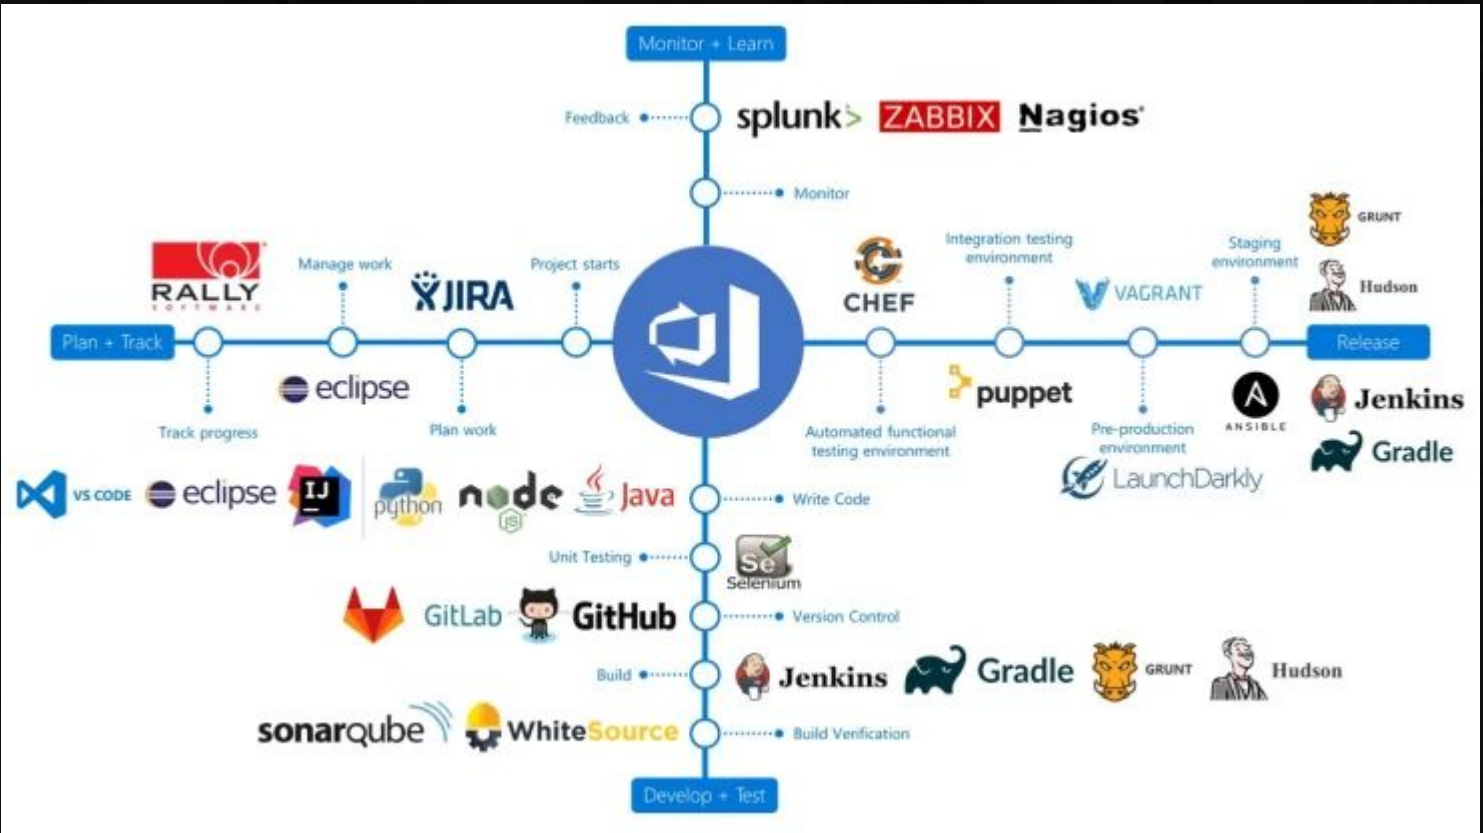 Monitor + Learn
Feedback
splunk> ZABBIX Nagios®
Monitor
GRUNT
RALLY
SOFTWARE
Manage work
JIRA
Project starts
CHEF
Integration testing
environment
VAGRANT
Staging
environment
Hudson
Plan + Track
Release
Track progress
eclipse
Plan work
Automated functional
testing environment
puppet
Pre-production
environment
LaunchDarkly
A
ANSIBLE
Jenkins
Gradle
VS CODE
eclipse
IJ
python
node
JS
Java
Write Code
Unit Testing
Se
Selenium
GitLab
GitHub
Version Control
Build
Jenkins
Gradle
GRUNT
Hudson
sonarqube
WhiteSource
Build Verification
Develop + Test